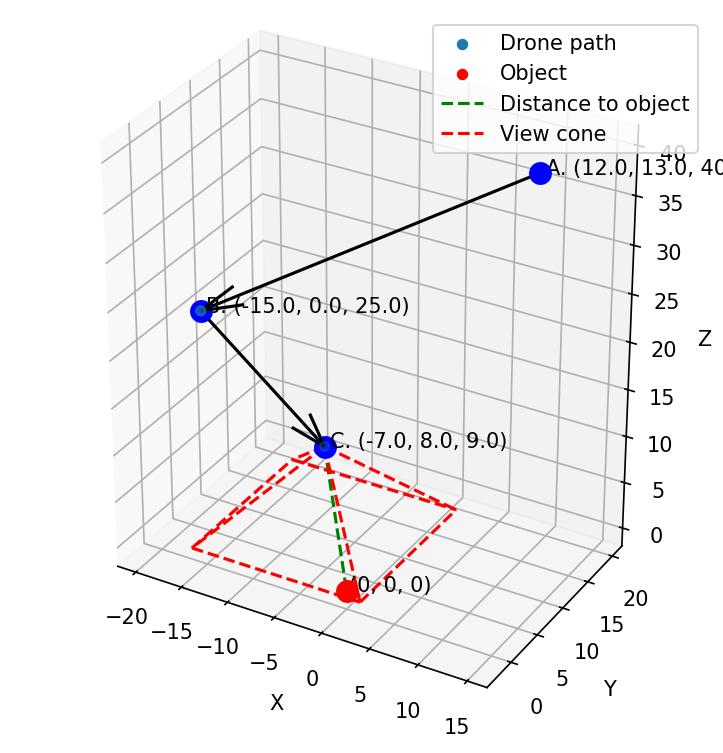 Drone path
Object
Distance to object
View cone
A. (12.0, 13.0, 40
B. (-15.0, 0.0, 25.0)
C. (-7.0, 8.0, 9.0)
(0, 0, 0)
40
35
30
25
20
15
10
5
0
Z
−20
−15
−10
−5
0
5
10
15
X
0
5
10
15
20
Y